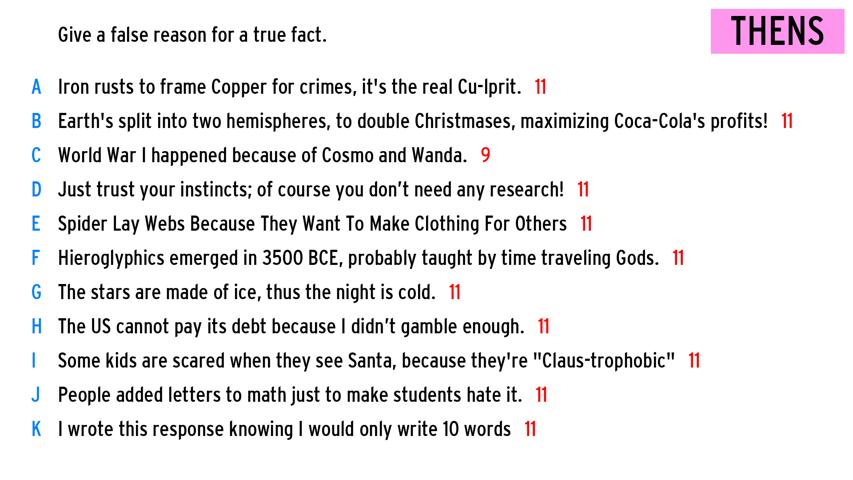 Give a false reason for a true fact.
THENS
A Iron rusts to frame Copper for crimes, it's the real Cu-lprit. 11
B Earth's split into two hemispheres, to double Christmases, maximizing Coca-Cola's profits! 11
C World War I happened because of Cosmo and Wanda. 9
D Just trust your instincts; of course you don’t need any research! 11
E Spider Lay Webs Because They Want To Make Clothing For Others 11
F Hieroglyphics emerged in 3500 BCE, probably taught by time traveling Gods. 11
G The stars are made of ice, thus the night is cold. 11
H The US cannot pay its debt because I didn’t gamble enough. 11
I Some kids are scared when they see Santa, because they're "Claus-trophobic" 11
J People added letters to math just to make students hate it. 11
K I wrote this response knowing I would only write 10 words 11